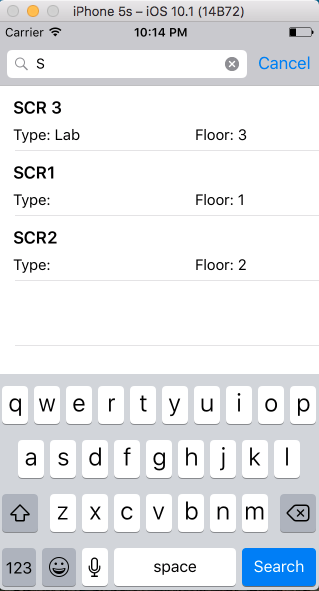 iPhone 5s – iOS 10.1 (14B72)
Carrier 10:14 PM
S Cancel
SCR 3
Type: Lab Floor: 3
SCR1
Type: Floor: 1
SCR2
Type: Floor: 2
q w e r t y u i o p
a s d f g h j k l
z x c v b n m
123 space Search